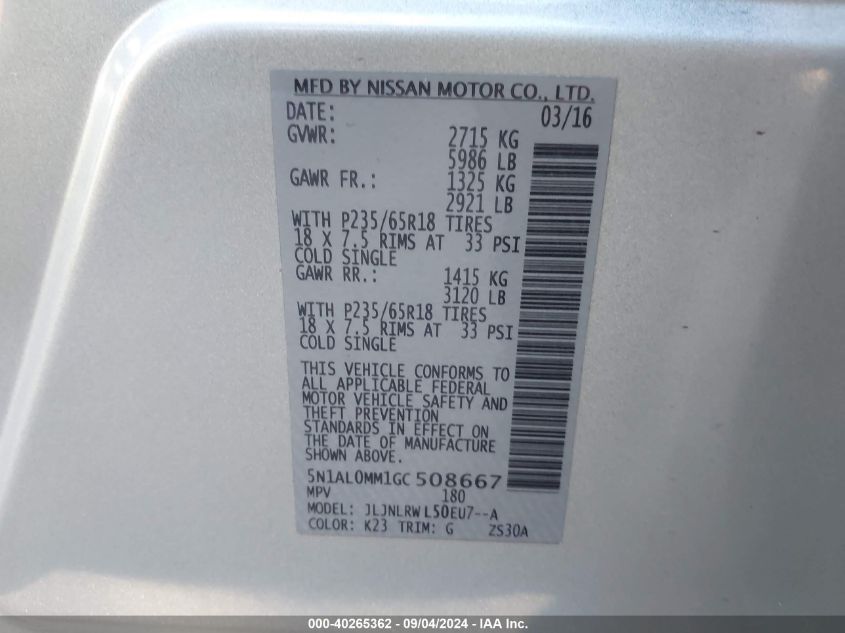 MFD BY NISSAN MOTOR CO., LTD.
DATE: 03/16
GVWR: 2715 KG
5986 LB
GAWR FR.: 1325 KG
2921 LB
WITH P235/65R18 TIRES
18 X 7.5 RIMS AT 33 PSI
COLD SINGLE
GAWR RR.: 1415 KG
3120 LB
WITH P235/65R18 TIRES
18 X 7.5 RIMS AT 33 PSI
COLD SINGLE
THIS VEHICLE CONFORMS TO
ALL APPLICABLE FEDERAL
MOTOR VEHICLE SAFETY AND
THEFT PREVENTION
STANDARDS IN EFFECT ON
THE DATE OF MANUFACTURE
SHOWN ABOVE.
5N1AL0MM1GC508667
MPV 180
MODEL: JLJNLRWL50EU7--A
COLOR: K23 TRIM: G ZS30A
000-40265362 - 09/04/2024 - IAA Inc.